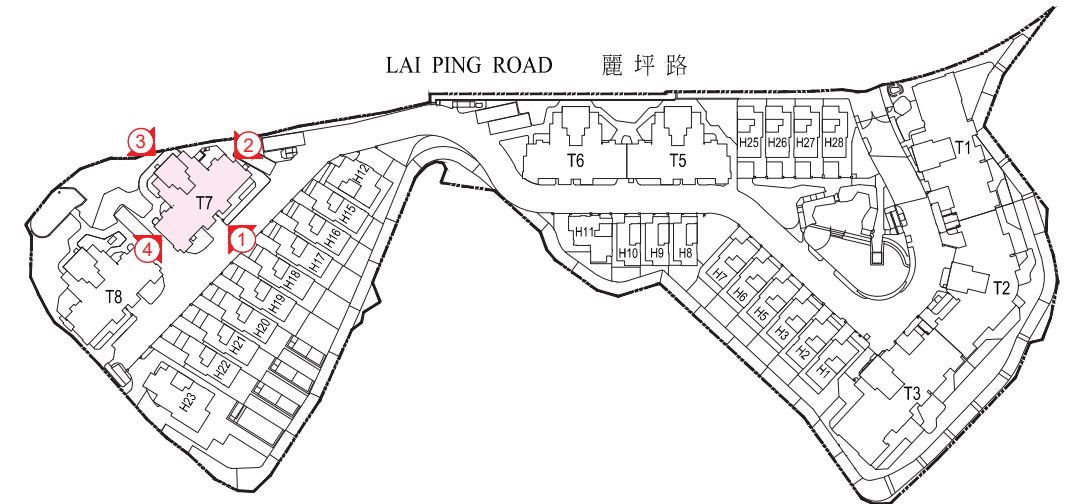 LAI PING ROAD 麗坪路
3
2
T7
1
4
T8
H12
H15
H16
H17
H18
H19
H20
H21
H22
H23
T6
T5
H25
H26
H27
H28
T1
H11
H10
H9
H8
H7
H6
H5
H3
H2
H1
T2
T3